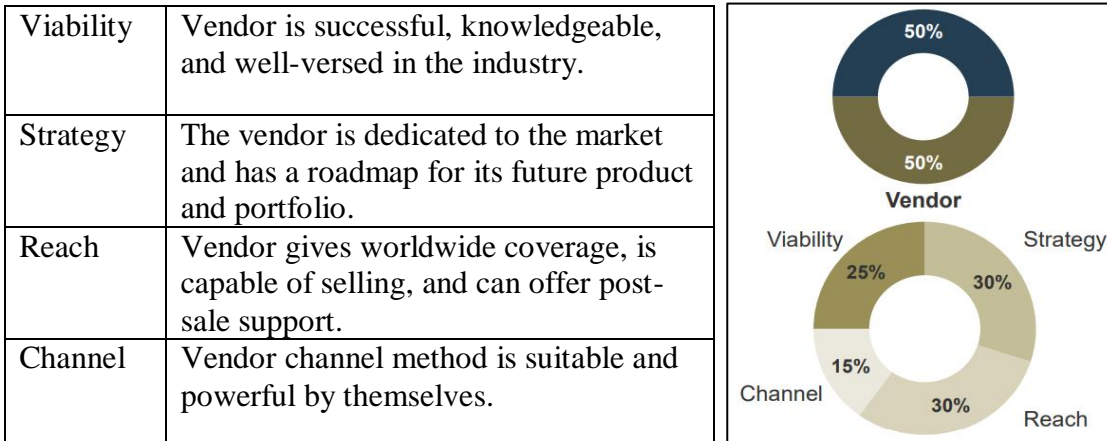 Viability
Vendor is successful, knowledgeable,
and well-versed in the industry.
Strategy
The vendor is dedicated to the market
and has a roadmap for its future product
and portfolio.
Reach
Vendor gives worldwide coverage, is
capable of selling, and can offer post-
sale support.
Channel
Vendor channel method is suitable and
powerful by themselves.
50%
50%
Vendor
Viability
Strategy
25%
30%
15%
Channel
30%
Reach